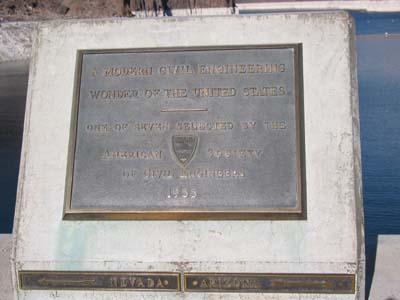 A MODERN CIVIL ENGINEERING
WONDER OF THE UNITED STATES
ONE OF SEVEN SELECTED BY THE
AMERICAN SOCIETY
OF CIVIL ENGINEERS
1955
NEVADA ARIZONA